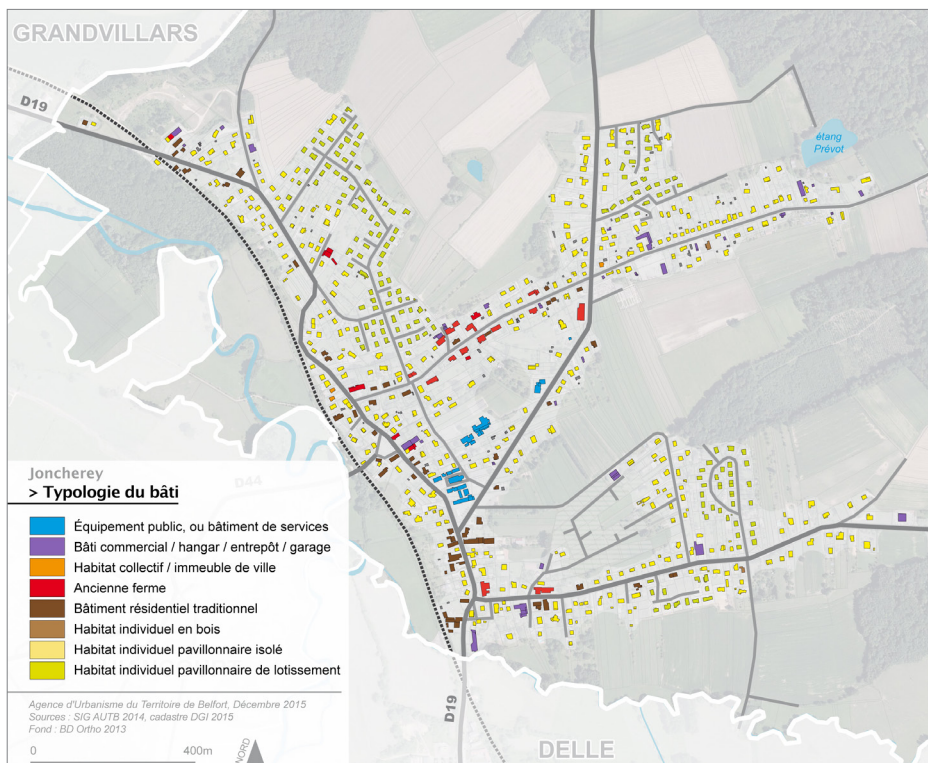 GRANDVILLARS
D19
étang
Prévot
D44
Joncherey
> Typologie du bâti
Équipement public, ou bâtiment de services
Bâti commercial / hangar / entrepôt / garage
Habitat collectif / immeuble de ville
Ancienne ferme
Bâtiment résidentiel traditionnel
Habitat individuel en bois
Habitat individuel pavillonnaire isolé
Habitat individuel pavillonnaire de lotissement
Agence d'Urbanisme du Territoire de Belfort, Décembre 2015
Sources : SIG AUTB 2014, cadastre DGI 2015
Fond : BD Ortho 2013
0 400m
NORD
D19
DELLE